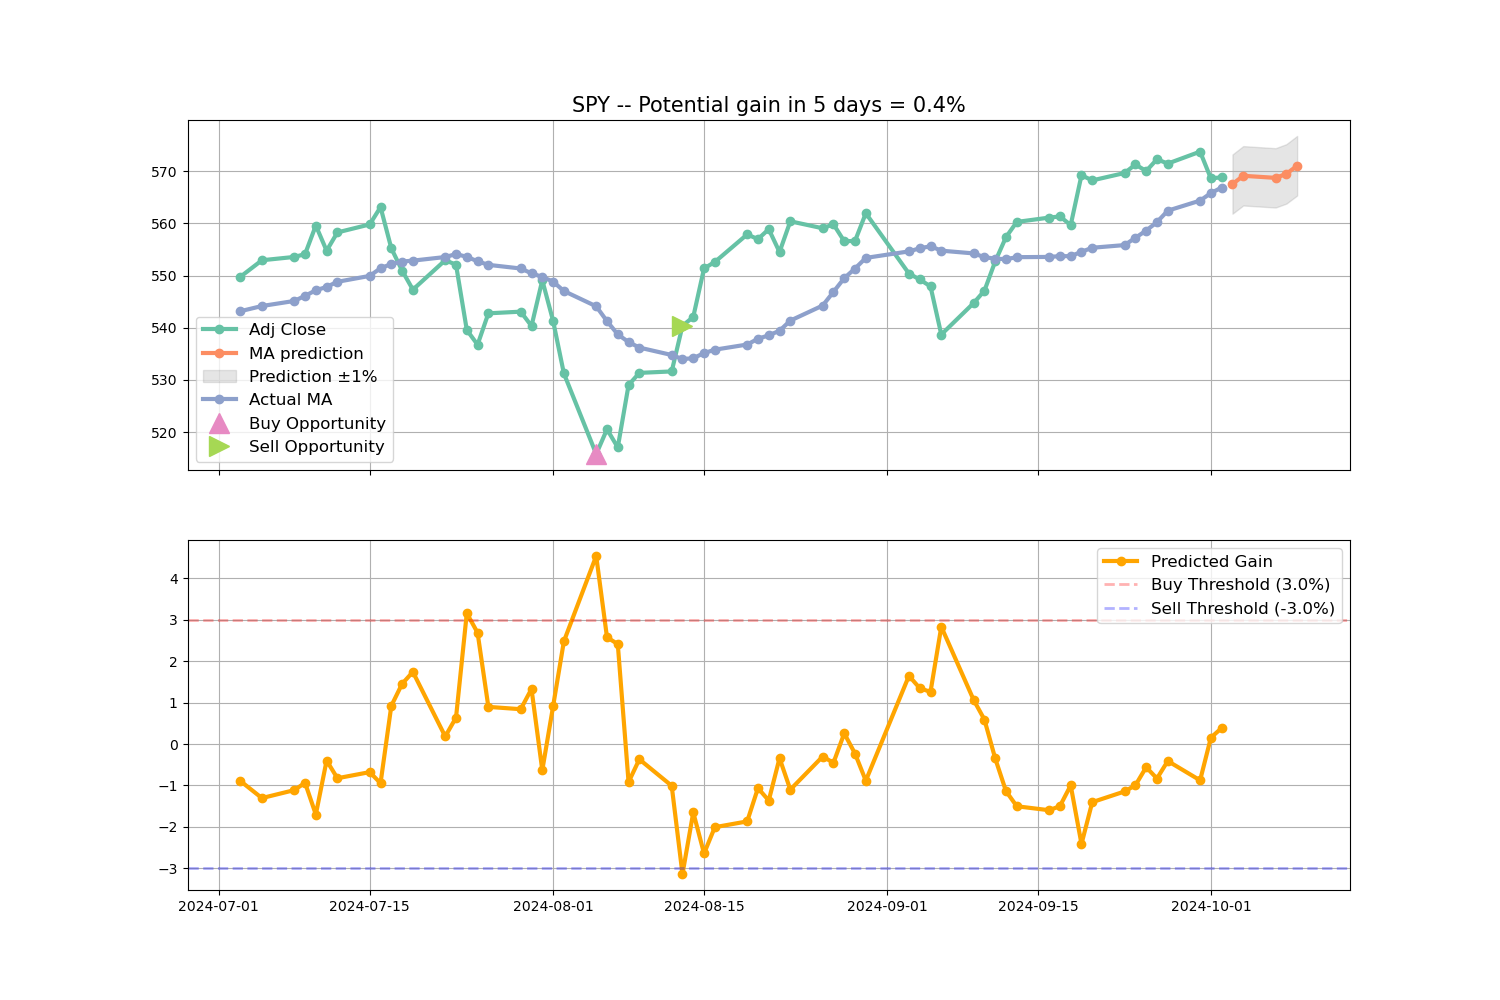 SPY -- Potential gain in 5 days = 0.4%
570
560
550
540
530
520
Adj Close
MA prediction
Prediction ±1%
Actual MA
Buy Opportunity
Sell Opportunity
4
3
2
1
0
−1
−2
−3
Predicted Gain
Buy Threshold (3.0%)
Sell Threshold (-3.0%)
2024-07-01 2024-07-15 2024-08-01 2024-08-15 2024-09-01 2024-09-15 2024-10-01